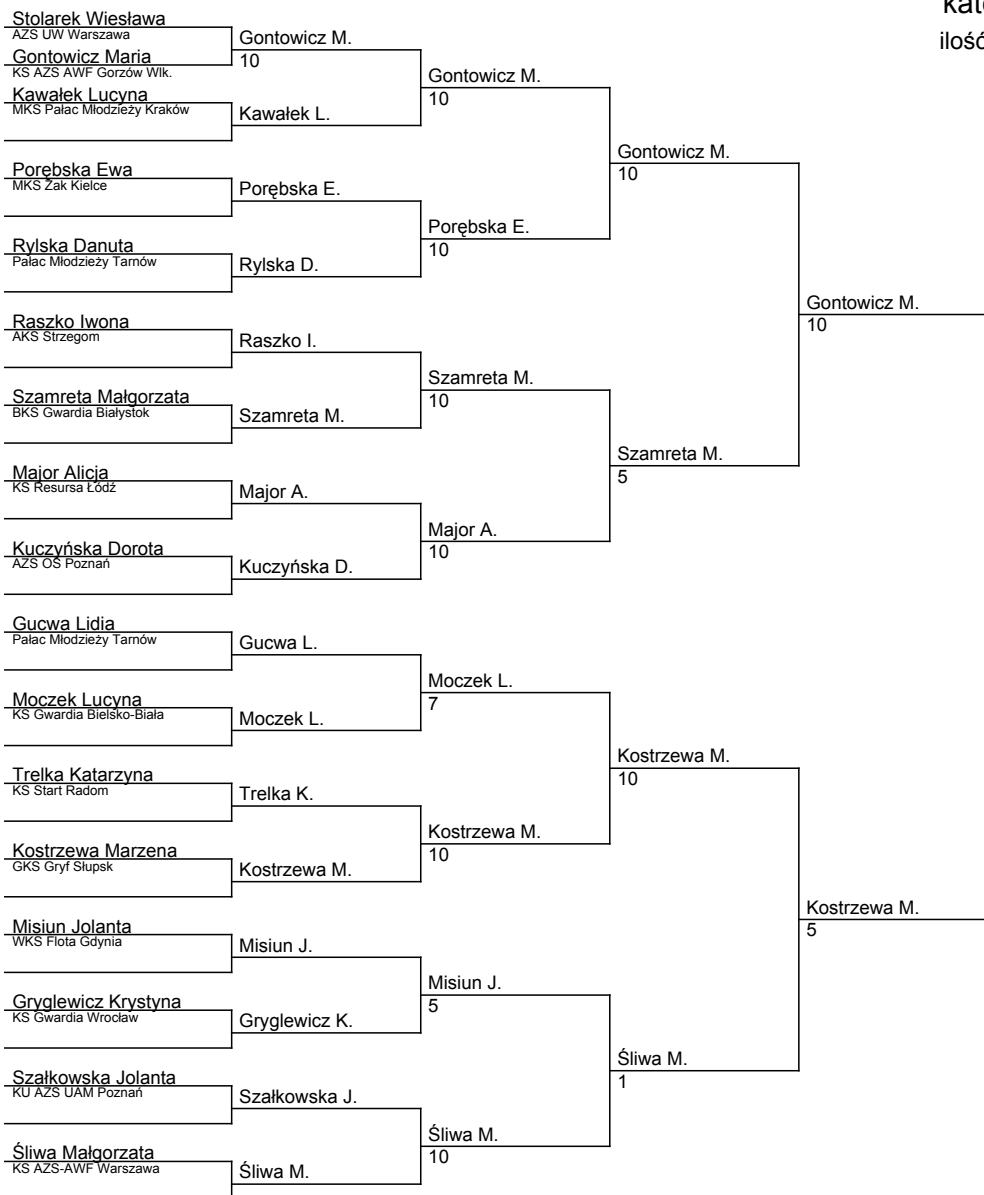 kate
ilość
Stolarek Wiesława
AZS UW Warszawa
Gontowicz Maria
KS AZS AWF Gorzów Wlk.
Kawałek Lucyna
MKS Pałac Młodzieży Kraków
Porębska Ewa
MKS Żak Kielce
Rylska Danuta
Pałac Młodzieży Tarnów
Raszko Iwona
AKS Strzegom
Szamreta Małgorzata
BKS Gwardia Białystok
Major Alicja
KS Resursa Łódź
Kuczyńska Dorota
AZS OŚ Poznań
Gucwa Lidia
Pałac Młodzieży Tarnów
Moczek Lucyna
KS Gwardia Bielsko-Biała
Trelka Katarzyna
KS Start Radom
Kostrzewa Marzena
GKS Gryf Słupsk
Misiun Jolanta
WKS Flota Gdynia
Gryglewicz Krystyna
KS Gwardia Wrocław
Szałkowska Jolanta
KU AZS UAM Poznań
Śliwa Małgorzata
KS AZS-AWF Warszawa
Gontowicz M.
10
Kawałek L.
Porębska E.
Rylska D.
Raszko I.
Szamreta M.
Major A.
Kuczyńska D.
Gucwa L.
Moczek L.
Trelka K.
Kostrzewa M.
Misiun J.
Gryglewicz K.
Szałkowska J.
Śliwa M.
Gontowicz M.
10
Porębska E.
10
Szamreta M.
10
Major A.
10
Moczek L.
7
Kostrzewa M.
10
Misiun J.
5
Śliwa M.
10
Gontowicz M.
10
Szamreta M.
5
Kostrzewa M.
10
Śliwa M.
1
Gontowicz M.
10
Kostrzewa M.
5